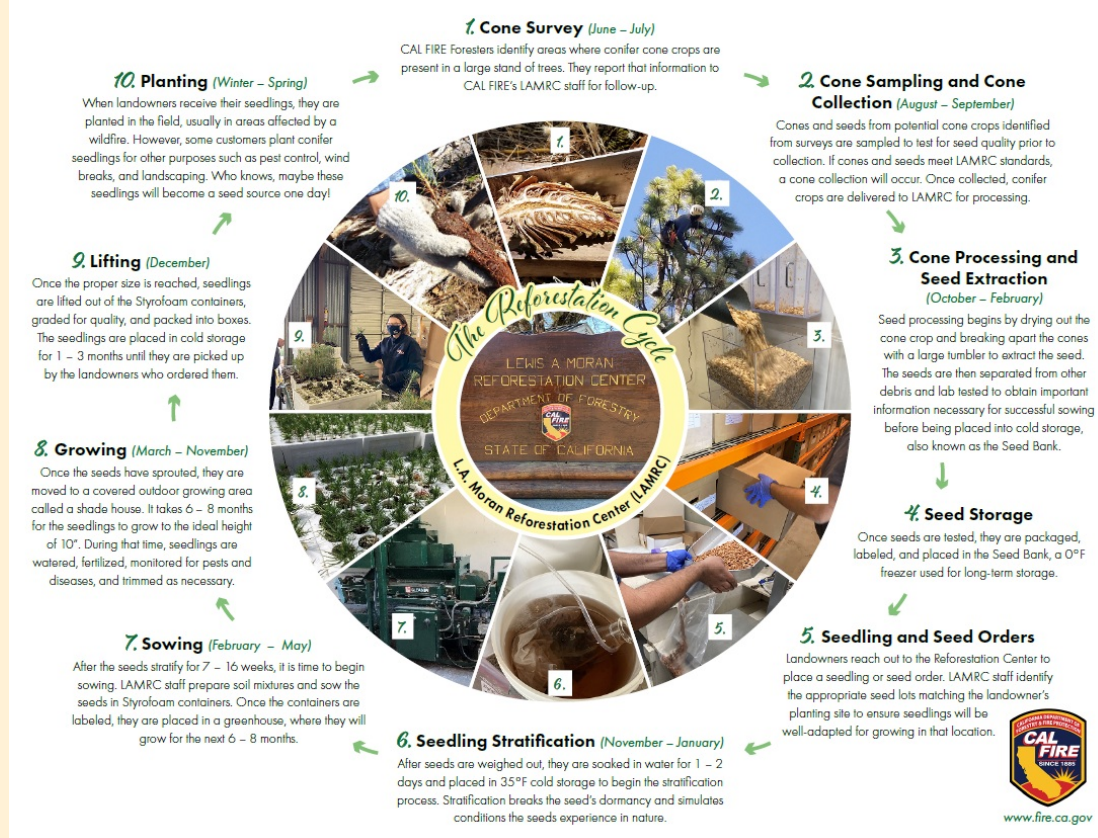 1. Cone Survey (June – July)
CAL FIRE Foresters identify areas where conifer cone crops are
present in a large stand of trees. They report that information to
CAL FIRE's LAMRC staff for follow-up.
2. Cone Sampling and Cone
Collection (August – September)
Cones and seeds from potential cone crops identified
from surveys are sampled to test for seed quality prior to
collection. If cones and seeds meet LAMRC standards,
a cone collection will occur. Once collected, conifer
crops are delivered to LAMRC for processing.
3. Cone Processing and
Seed Extraction
(October – February)
Seed processing begins by drying out the
cone crop and breaking apart the cones
with a large tumbler to extract the seed.
The seeds are then separated from other
debris and lab tested to obtain important
information necessary for successful sowing
before being placed into cold storage,
also known as the Seed Bank.
4. Seed Storage
Once seeds are tested, they are packaged,
labeled, and placed in the Seed Bank, a 0°F
freezer used for long-term storage.
5. Seedling and Seed Orders
Landowners reach out to the Reforestation Center to
place a seedling or seed order. LAMRC staff identify
the appropriate seed lots matching the landowner's
planting site to ensure seedlings will be
well-adapted for growing in that location.
6. Seedling Stratification (November – January)
After seeds are weighed out, they are soaked in water for 1 – 2
days and placed in 35°F cold storage to begin the stratification
process. Stratification breaks the seed's dormancy and simulates
conditions the seeds experience in nature.
7. Sowing (February – May)
After the seeds stratify for 7 – 16 weeks, it is time to begin
sowing. LAMRC staff prepare soil mixtures and sow the
seeds in Styrofoam containers. Once the containers are
labeled, they are placed in a greenhouse, where they will
grow for the next 6 – 8 months.
8. Growing (March – November)
Once the seeds have sprouted, they are
moved to a covered outdoor growing area
called a shade house. It takes 6 – 8 months
for the seedlings to grow to the ideal height
of 10". During that time, seedlings are
watered, fertilized, monitored for pests and
diseases, and trimmed as necessary.
9. Lifting (December)
Once the proper size is reached, seedlings
are lifted out of the Styrofoam containers,
graded for quality, and packed into boxes.
The seedlings are placed in cold storage
for 1 – 3 months until they are picked up
by the landowners who ordered them.
10. Planting (Winter – Spring)
When landowners receive their seedlings, they are
planted in the field, usually in areas affected by a
wildfire. However, some customers plant conifer
seedlings for other purposes such as pest control, wind
breaks, and landscaping. Who knows, maybe these
seedlings will become a seed source one day!
1.
2.
3.
4.
5.
6.
7.
8.
9.
10.
The Reforestation Cycle
LEWIS A MORAN
REFORESTATION CENTER
DEPARTMENT OF FORESTRY
CAL
FIRE
STATE OF CALIFORNIA
L.A. Moran Reforestation Center (LAMRC)
CALIFORNIA DEPARTMENT OF
FORESTRY & FIRE PROTECTION
CAL
FIRE
SINCE 1885
www.fire.ca.gov